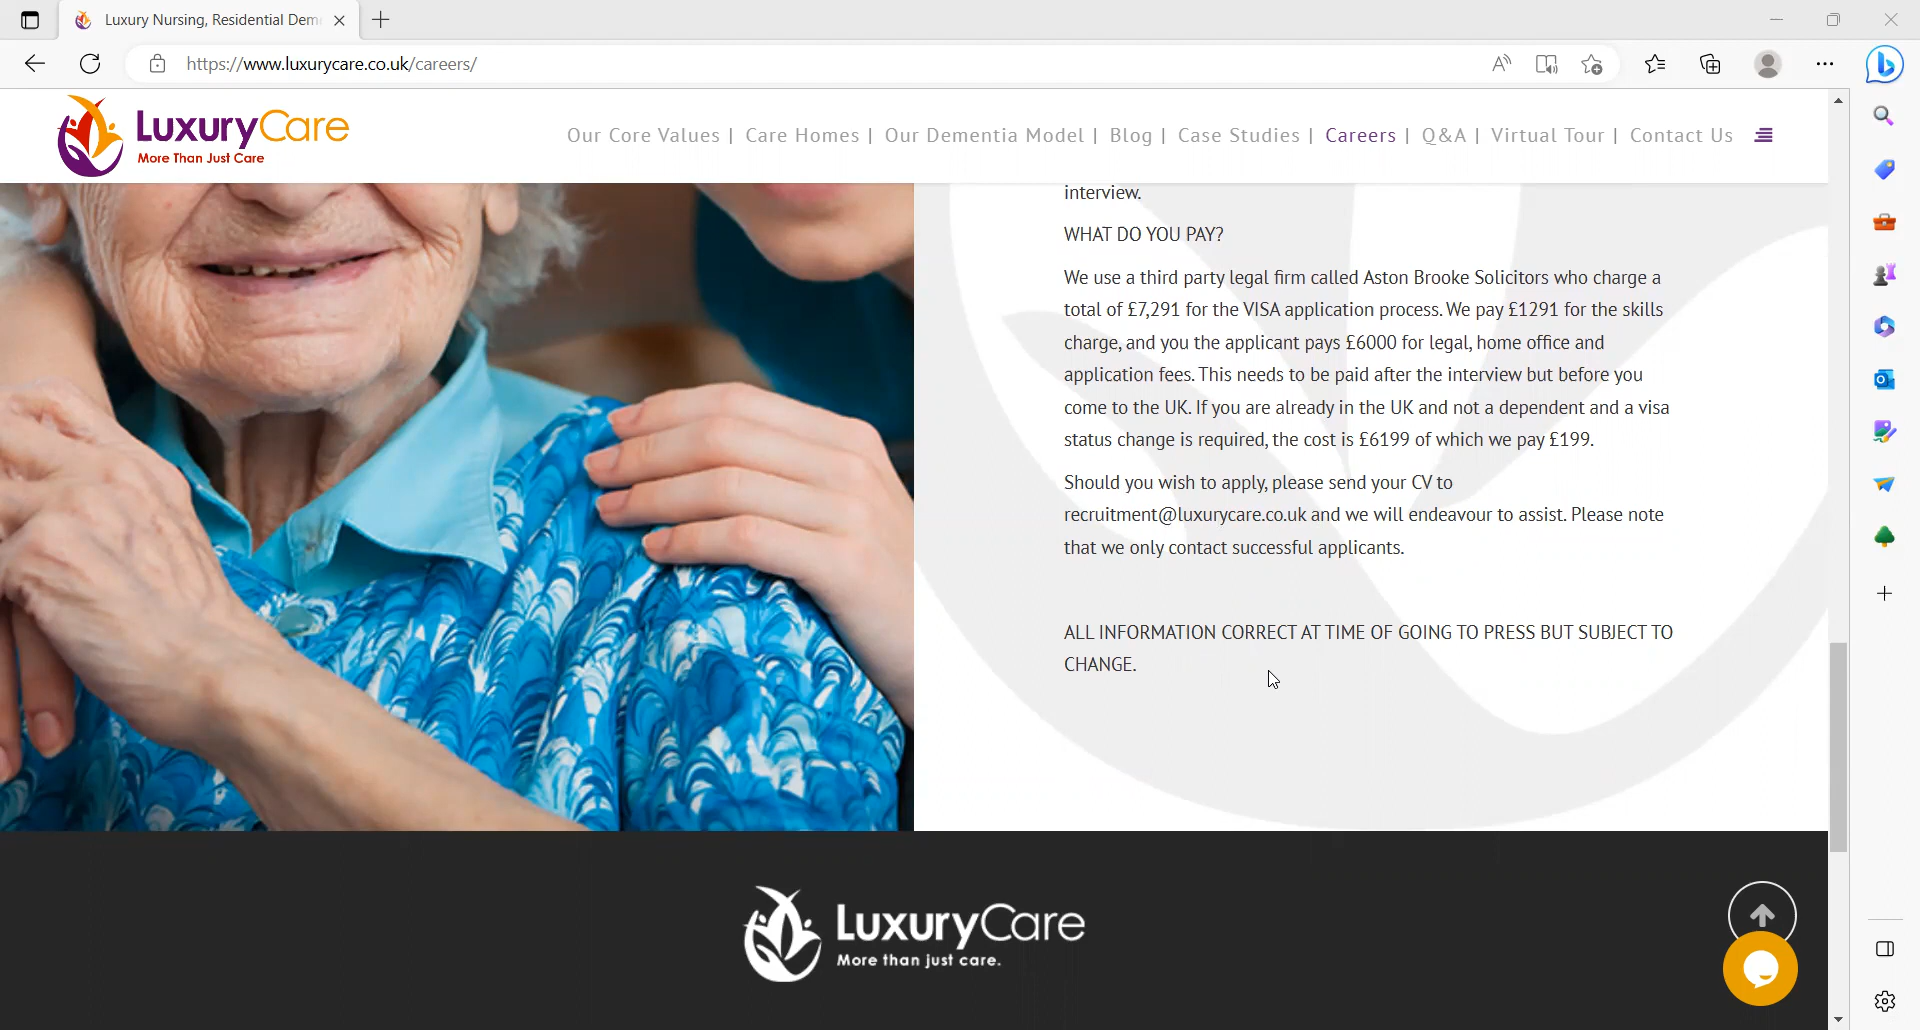 Luxury Nursing, Residential Dem
https://www.luxurycare.co.uk/careers/
LuxuryCare
More Than Just Care
Our Core Values | Care Homes | Our Dementia Model | Blog | Case Studies | Careers | Q&A | Virtual Tour | Contact Us
interview.
WHAT DO YOU PAY?
We use a third party legal firm called Aston Brooke Solicitors who charge a
total of £7,291 for the VISA application process. We pay £1291 for the skills
charge, and you the applicant pays £6000 for legal, home office and
application fees. This needs to be paid after the interview but before you
come to the UK. If you are already in the UK and not a dependent and a visa
status change is required, the cost is £6199 of which we pay £199.
Should you wish to apply, please send your CV to
recruitment@luxurycare.co.uk and we will endeavour to assist. Please note
that we only contact successful applicants.
ALL INFORMATION CORRECT AT TIME OF GOING TO PRESS BUT SUBJECT TO
CHANGE.
LuxuryCare
More than just care.